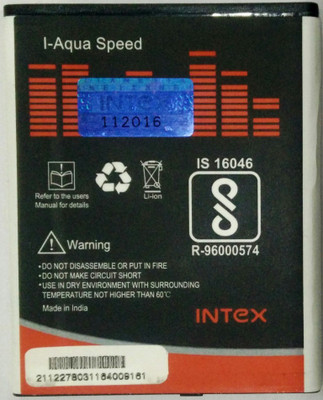 I-Aqua Speed
INTEX
112016
IS 16046
Refer to the users
Manual for details
Li-ion
R-96000574
Warning
•DO NOT DISASSEMBLE OR PUT IN FIRE
•DO NOT MAKE CIRCUIT SHORT
•USE IN DRY ENVIRONMENT WITH SURROUNDING
TEMPERATURE NOT HIGHER THAN 60°C
Made in India
INTEX
2112278031164009161